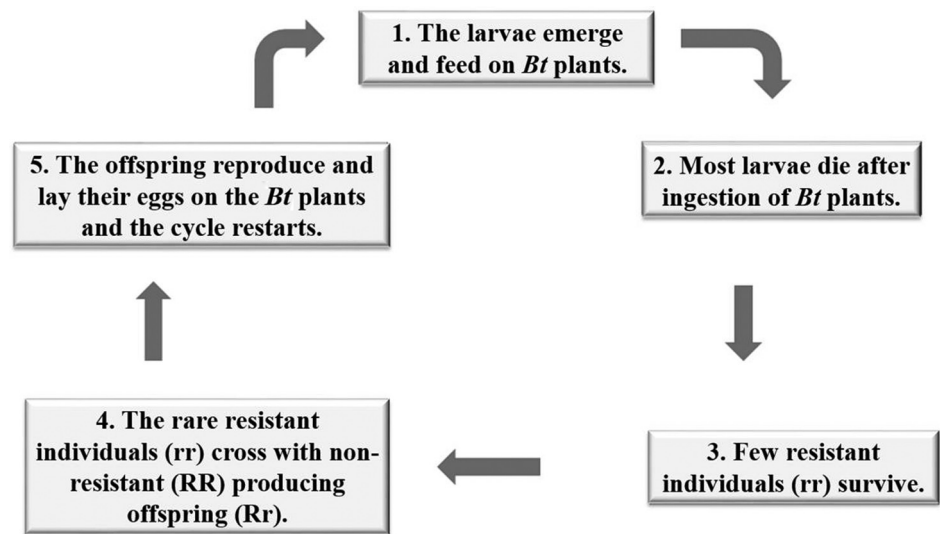 1. The larvae emerge
and feed on Bt plants.
2. Most larvae die after
ingestion of Bt plants.
3. Few resistant
individuals (rr) survive.
4. The rare resistant
individuals (rr) cross with non-
resistant (RR) producing
offspring (Rr).
5. The offspring reproduce and
lay their eggs on the Bt plants
and the cycle restarts.